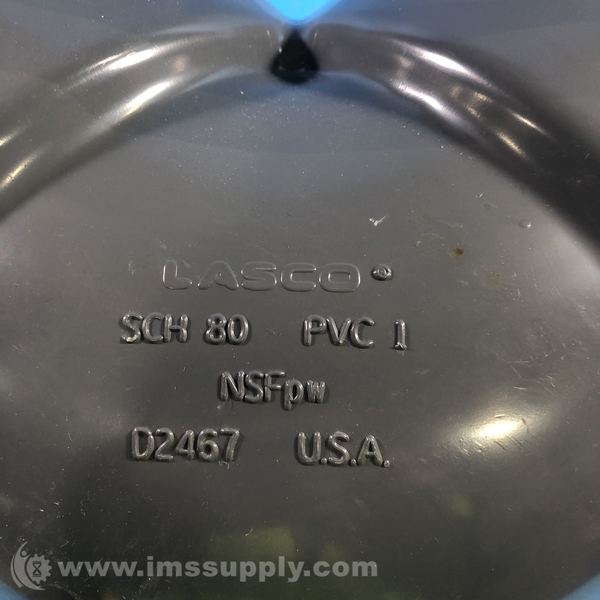 LASCO®
SCH 80 PVC 1
NSFpw
D2467 U.S.A.
www.imssupply.com